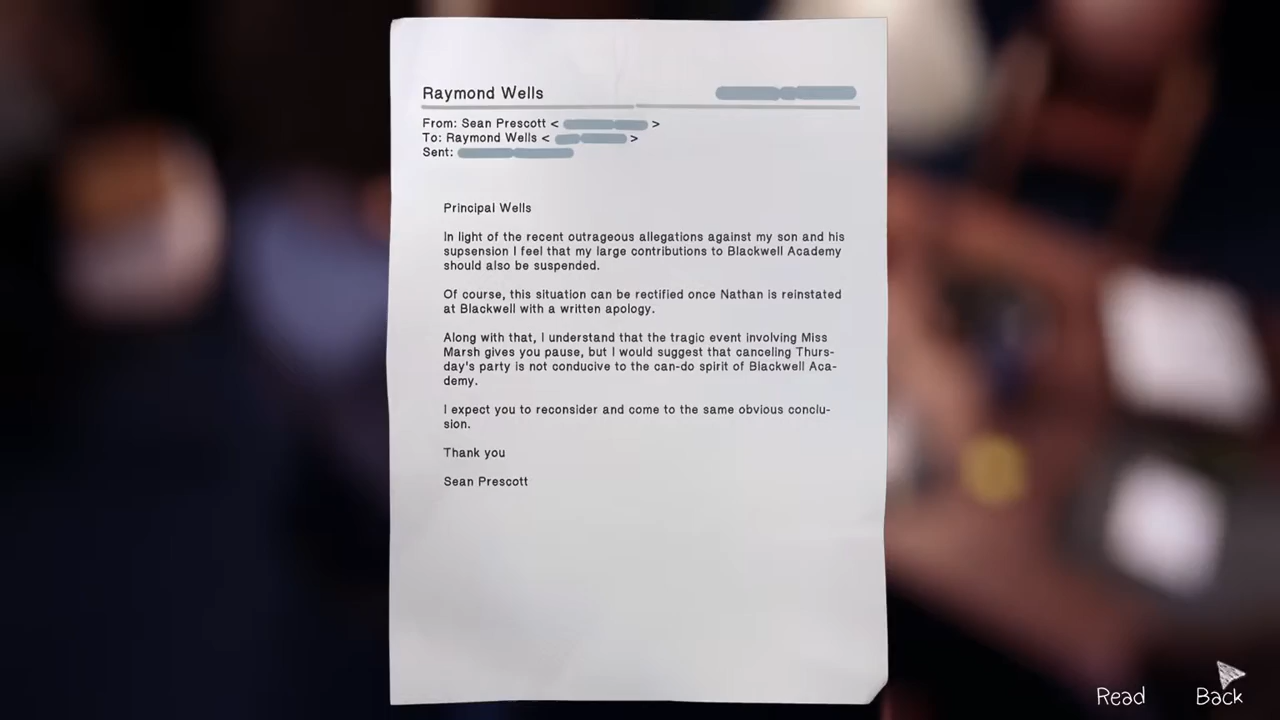 Raymond Wells
From: Sean Prescott < >
To: Raymond Wells < >
Sent:
Principal Wells
In light of the recent outrageous allegations against my son and his
supsension I feel that my large contributions to Blackwell Academy
should also be suspended.
Of course, this situation can be rectified once Nathan is reinstated
at Blackwell with a written apology.
Along with that, I understand that the tragic event involving Miss
Marsh gives you pause, but I would suggest that canceling Thurs-
day's party is not conducive to the can-do spirit of Blackwell Aca-
demy.
I expect you to reconsider and come to the same obvious conclu-
sion.
Thank you
Sean Prescott
Read
Back